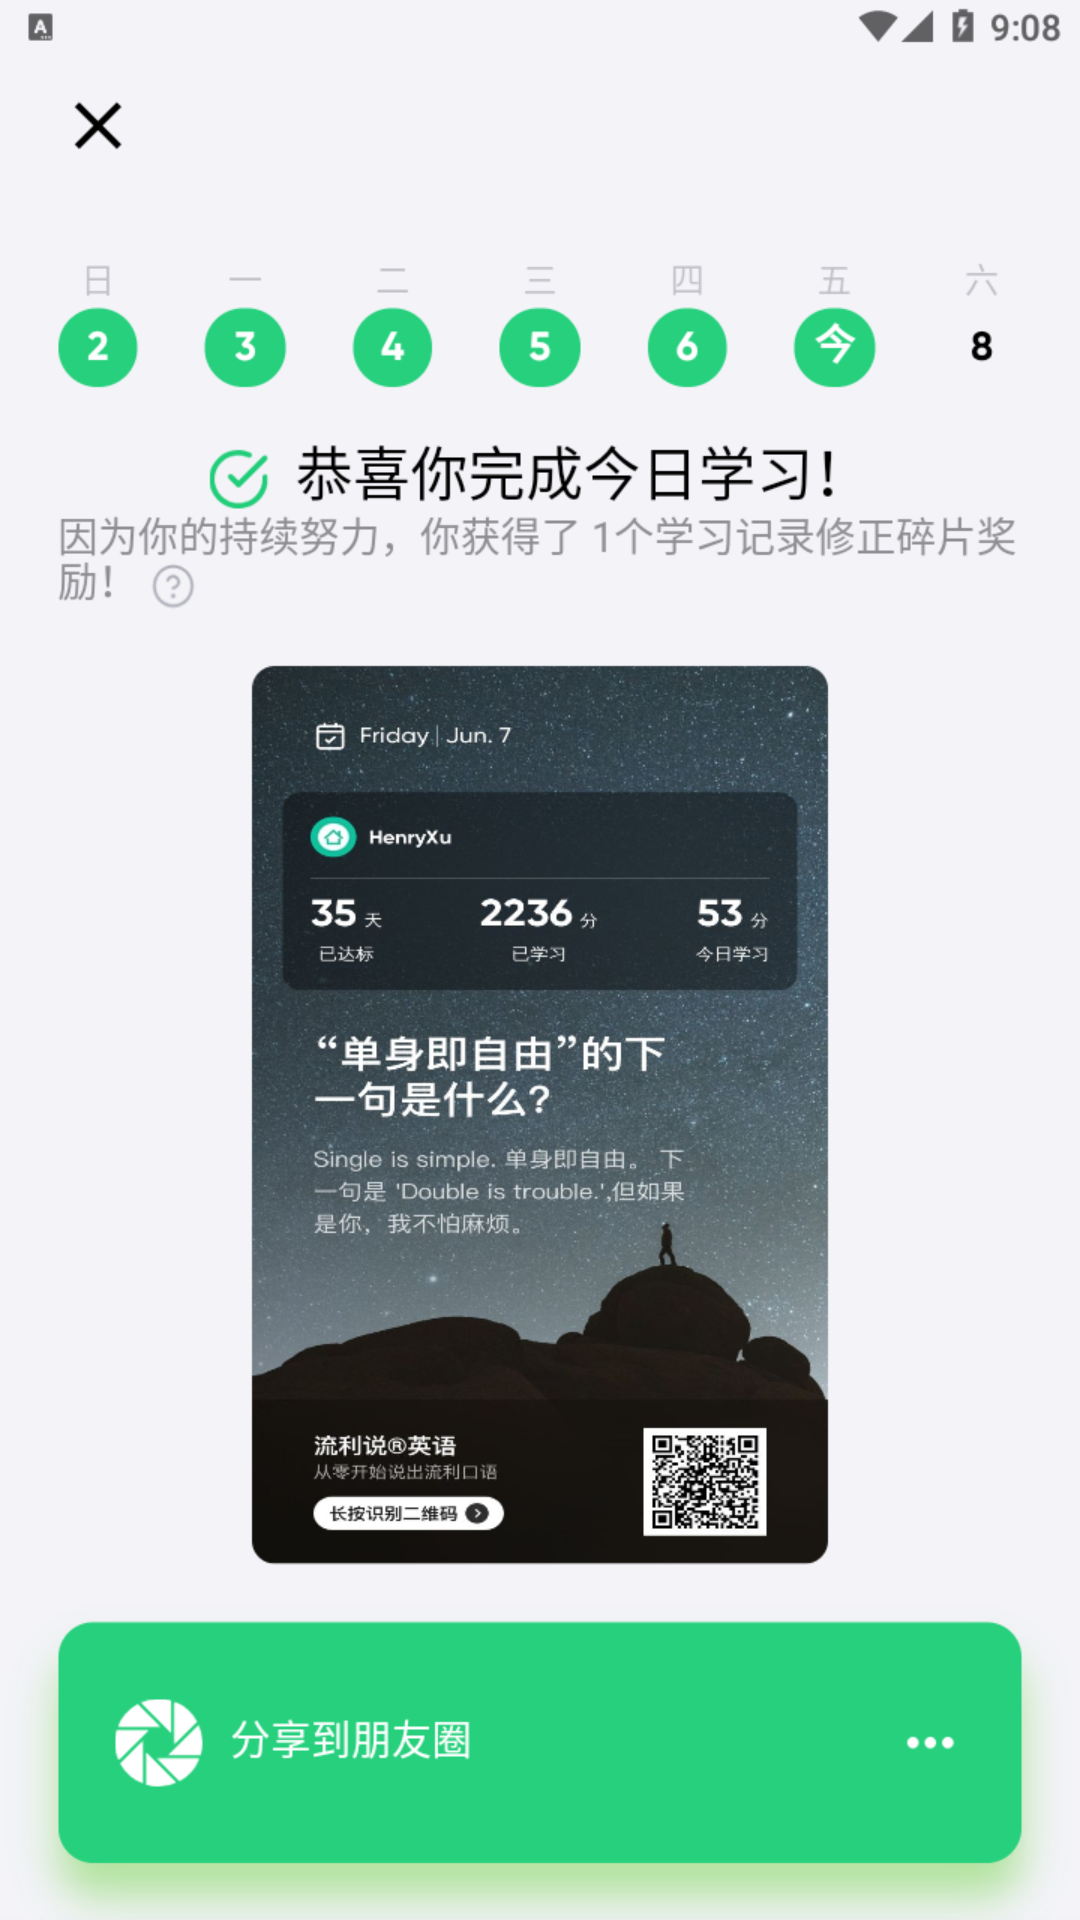 9:08
日 一 二 三 四 五 六
2 3 4 5 6 今 8
恭喜你完成今日学习！
因为你的持续努力，你获得了 1个学习记录修正碎片奖
励！ ?
Friday | Jun. 7
HenryXu
35 天 2236 分 53 分
已达标 已学习 今日学习
“单身即自由”的下
一句是什么？
Single is simple. 单身即自由。 下
一句是 'Double is trouble.',但如果
是你，我不怕麻烦。
流利说®英语
从零开始说出流利口语
长按识别二维码
分享到朋友圈